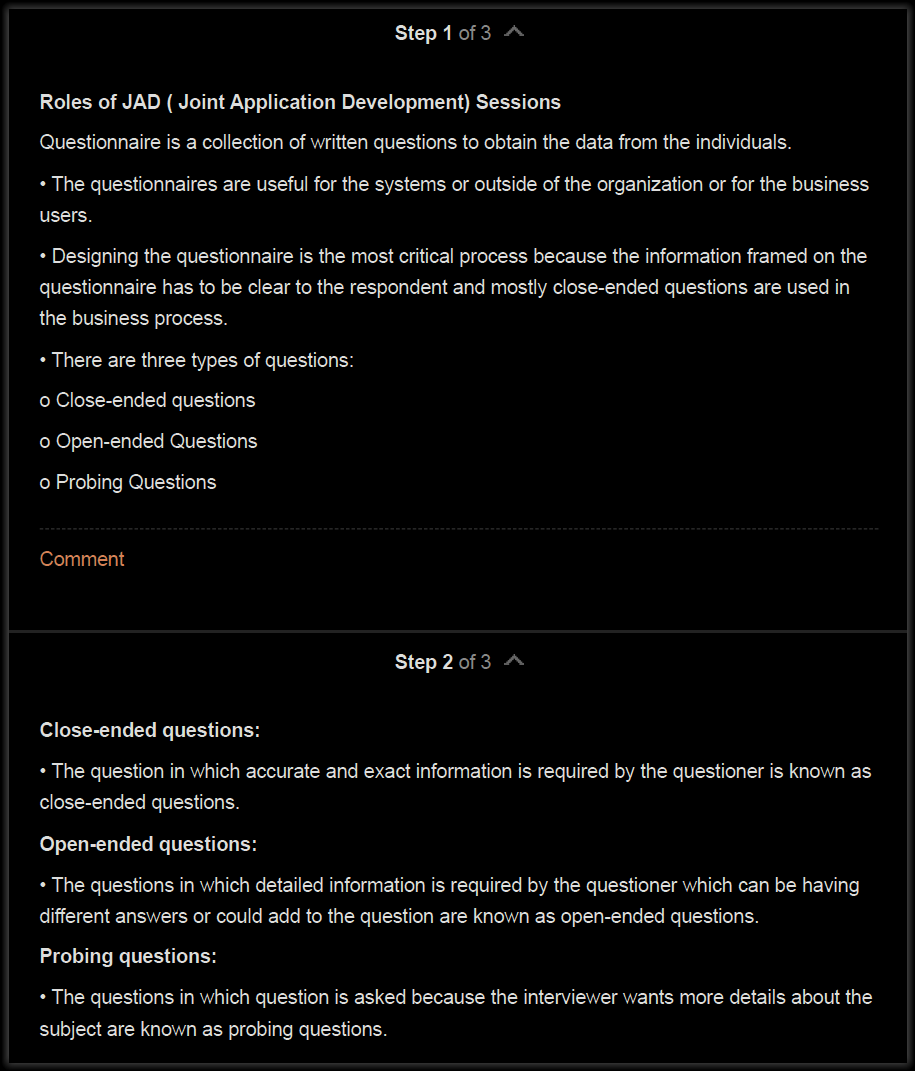 Step 1 of 3
Roles of JAD ( Joint Application Development) Sessions
Questionnaire is a collection of written questions to obtain the data from the individuals.
• The questionnaires are useful for the systems or outside of the organization or for the business
users.
• Designing the questionnaire is the most critical process because the information framed on the
questionnaire has to be clear to the respondent and mostly close-ended questions are used in
the business process.
• There are three types of questions:
o Close-ended questions
o Open-ended Questions
o Probing Questions
Comment
Step 2 of 3
Close-ended questions:
• The question in which accurate and exact information is required by the questioner is known as
close-ended questions.
Open-ended questions:
• The questions in which detailed information is required by the questioner which can be having
different answers or could add to the question are known as open-ended questions.
Probing questions:
• The questions in which question is asked because the interviewer wants more details about the
subject are known as probing questions.